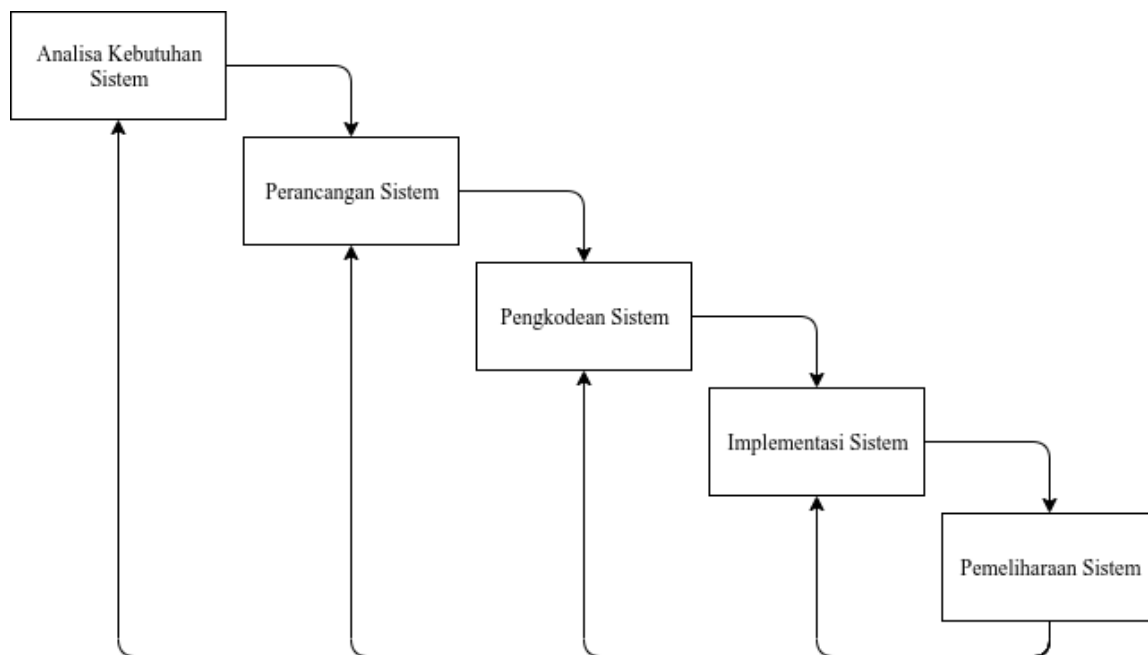 Analisa Kebutuhan
Sistem
Perancangan Sistem
Pengkodean Sistem
Implementasi Sistem
Pemeliharaan Sistem